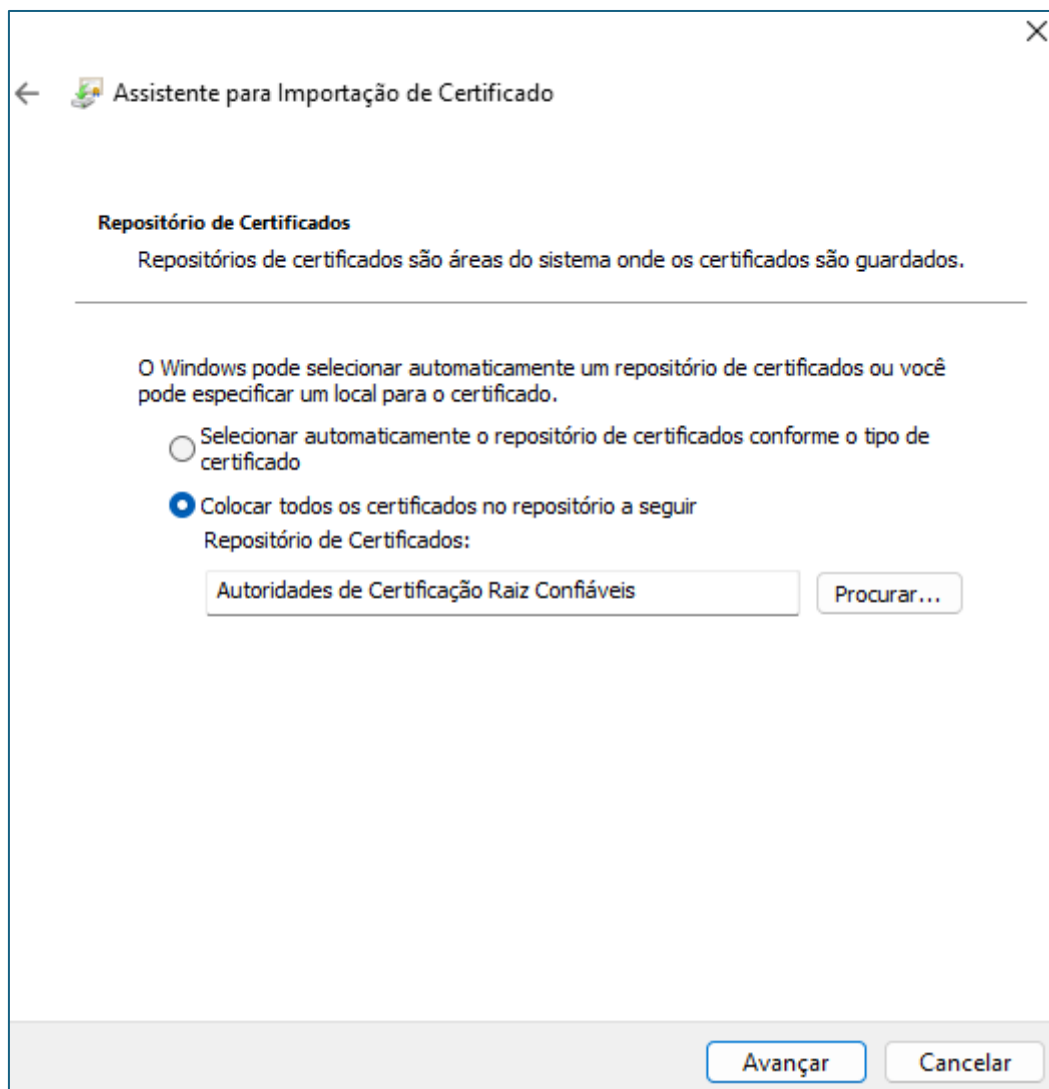 Assistente para Importação de Certificado
Repositório de Certificados
Repositórios de certificados são áreas do sistema onde os certificados são guardados.
O Windows pode selecionar automaticamente um repositório de certificados ou você
pode especificar um local para o certificado.
Selecionar automaticamente o repositório de certificados conforme o tipo de
certificado
Colocar todos os certificados no repositório a seguir
Repositório de Certificados:
Autoridades de Certificação Raiz Confiáveis
Procurar...
Avançar
Cancelar